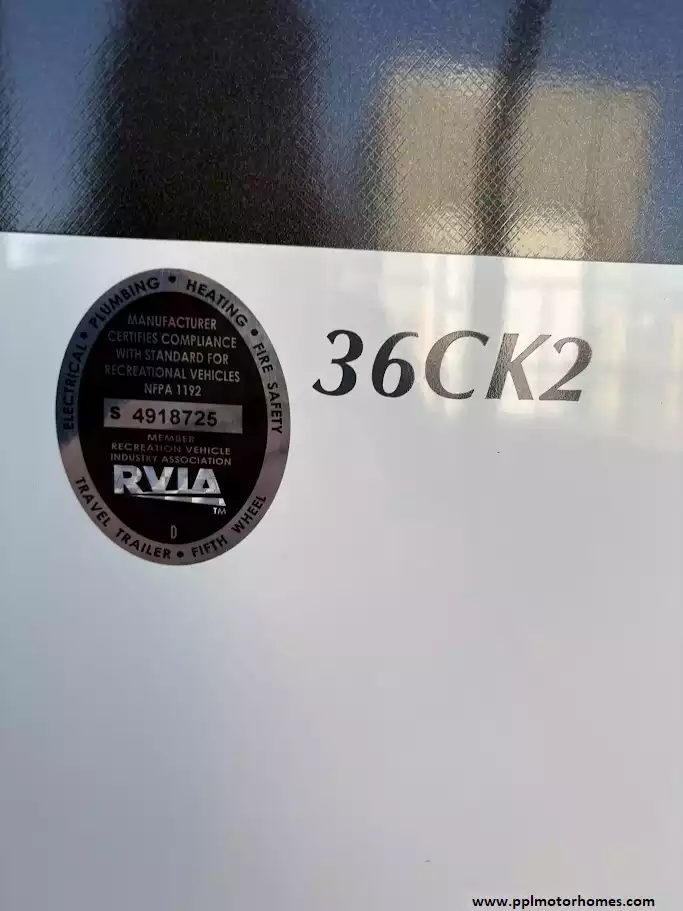 ELECTRICAL • PLUMBING • HEATING • FIRE SAFETY
MANUFACTURER
CERTIFIES COMPLIANCE
WITH STANDARD FOR
RECREATIONAL VEHICLES
NFPA 1192
S 4918725
MEMBER
RECREATION VEHICLE
INDUSTRY ASSOCIATION
RVIA
TM
D
TRAVEL TRAILER • FIFTH WHEEL
36CK2
www.pplmotorhomes.com